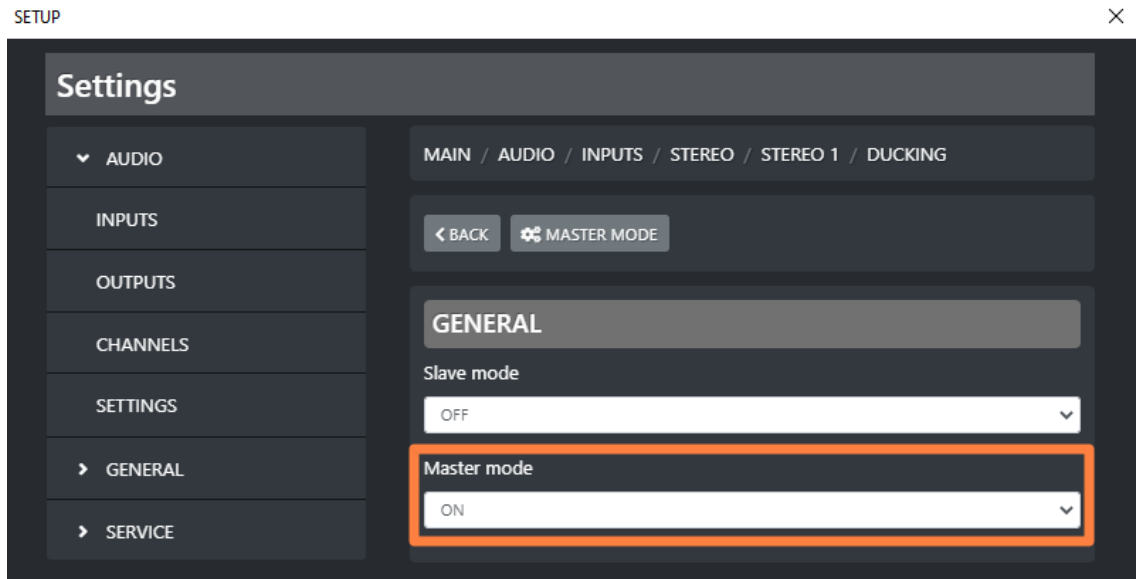 SETUP
Settings
AUDIO
INPUTS
OUTPUTS
CHANNELS
SETTINGS
GENERAL
SERVICE
MAIN / AUDIO / INPUTS / STEREO / STEREO 1 / DUCKING
BACK MASTER MODE
GENERAL
Slave mode
OFF
Master mode
ON